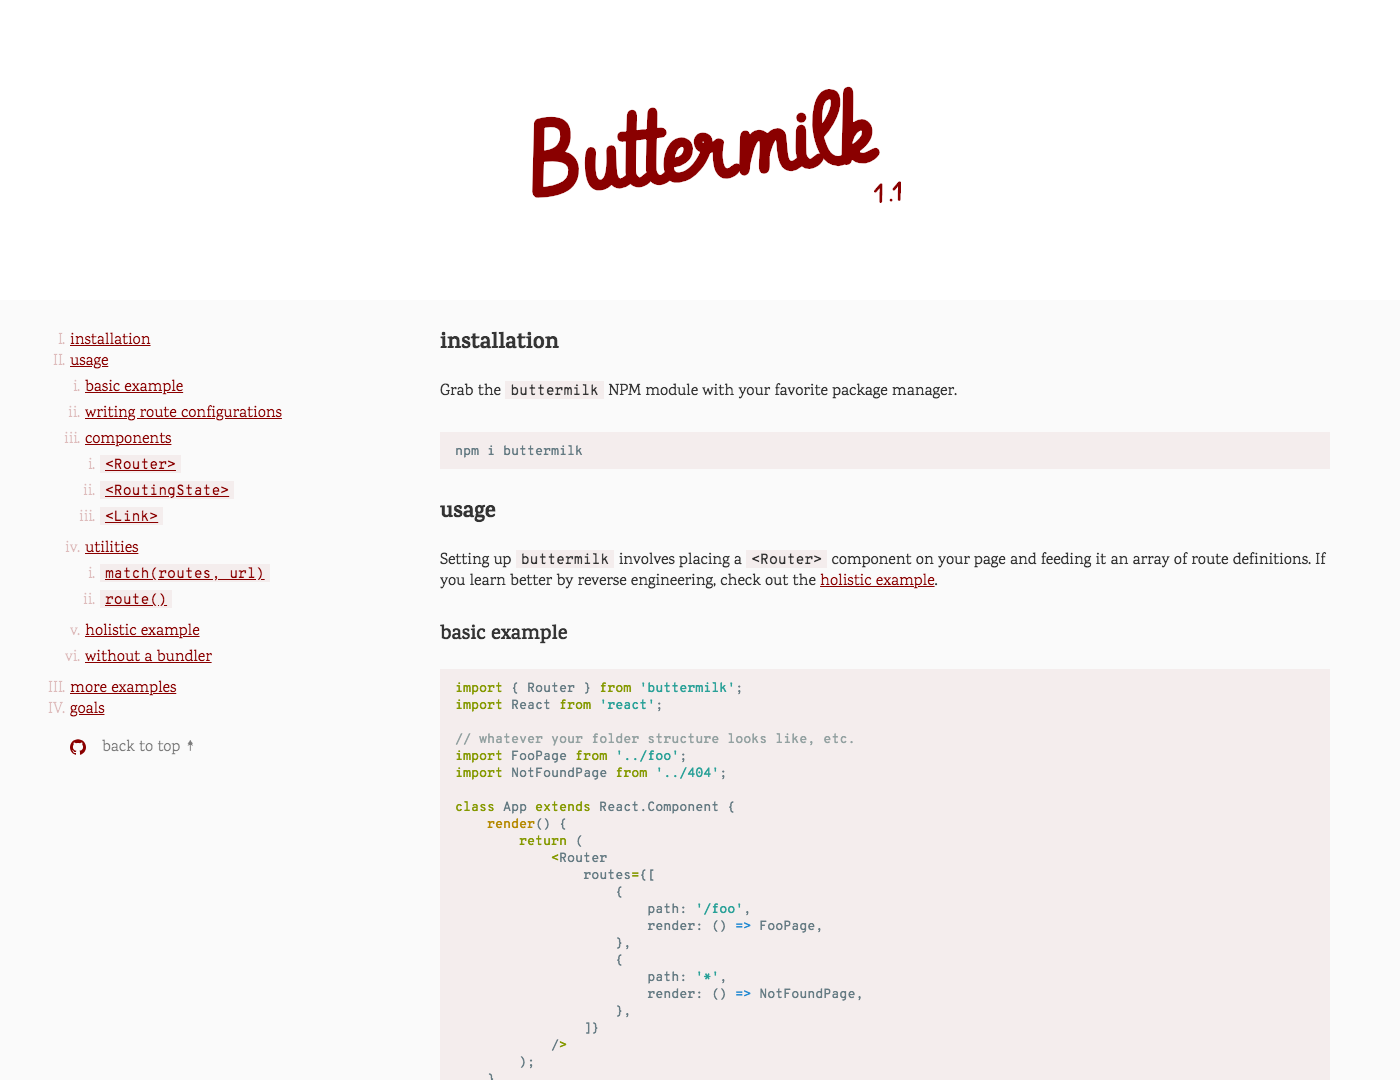 Buttermilk
1.1
I. installation
II. usage
i. basic example
ii. writing route configurations
iii. components
i. <Router>
ii. <RoutingState>
iii. <Link>
iv. utilities
i. match(routes, url)
ii. route()
v. holistic example
vi. without a bundler
III. more examples
IV. goals
back to top ↑
installation
Grab the buttermilk NPM module with your favorite package manager.
npm i buttermilk
usage
Setting up buttermilk involves placing a <Router> component on your page and feeding it an array of route definitions. If
you learn better by reverse engineering, check out the holistic example.
basic example
import { Router } from 'buttermilk';
import React from 'react';
// whatever your folder structure looks like, etc.
import FooPage from '../foo';
import NotFoundPage from '../404';
class App extends React.Component {
render() {
return (
<Router
routes={[
{
path: '/foo',
render: () => FooPage,
},
{
path: '*',
render: () => NotFoundPage,
},
]}
/>
);
}